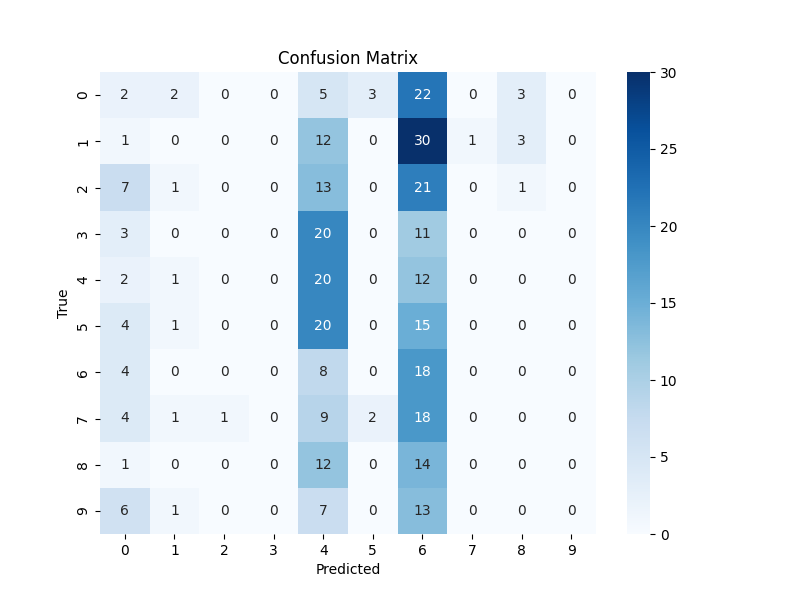 Confusion Matrix
0 2 2 0 0 5 3 22 0 3 0
1 1 0 0 0 12 0 30 1 3 0
2 7 1 0 0 13 0 21 0 1 0
3 3 0 0 0 20 0 11 0 0 0
4 2 1 0 0 20 0 12 0 0 0
5 4 1 0 0 20 0 15 0 0 0
6 4 0 0 0 8 0 18 0 0 0
7 4 1 1 0 9 2 18 0 0 0
8 1 0 0 0 12 0 14 0 0 0
9 6 1 0 0 7 0 13 0 0 0
0 1 2 3 4 5 6 7 8 9
Predicted
True
30
25
20
15
10
5
0